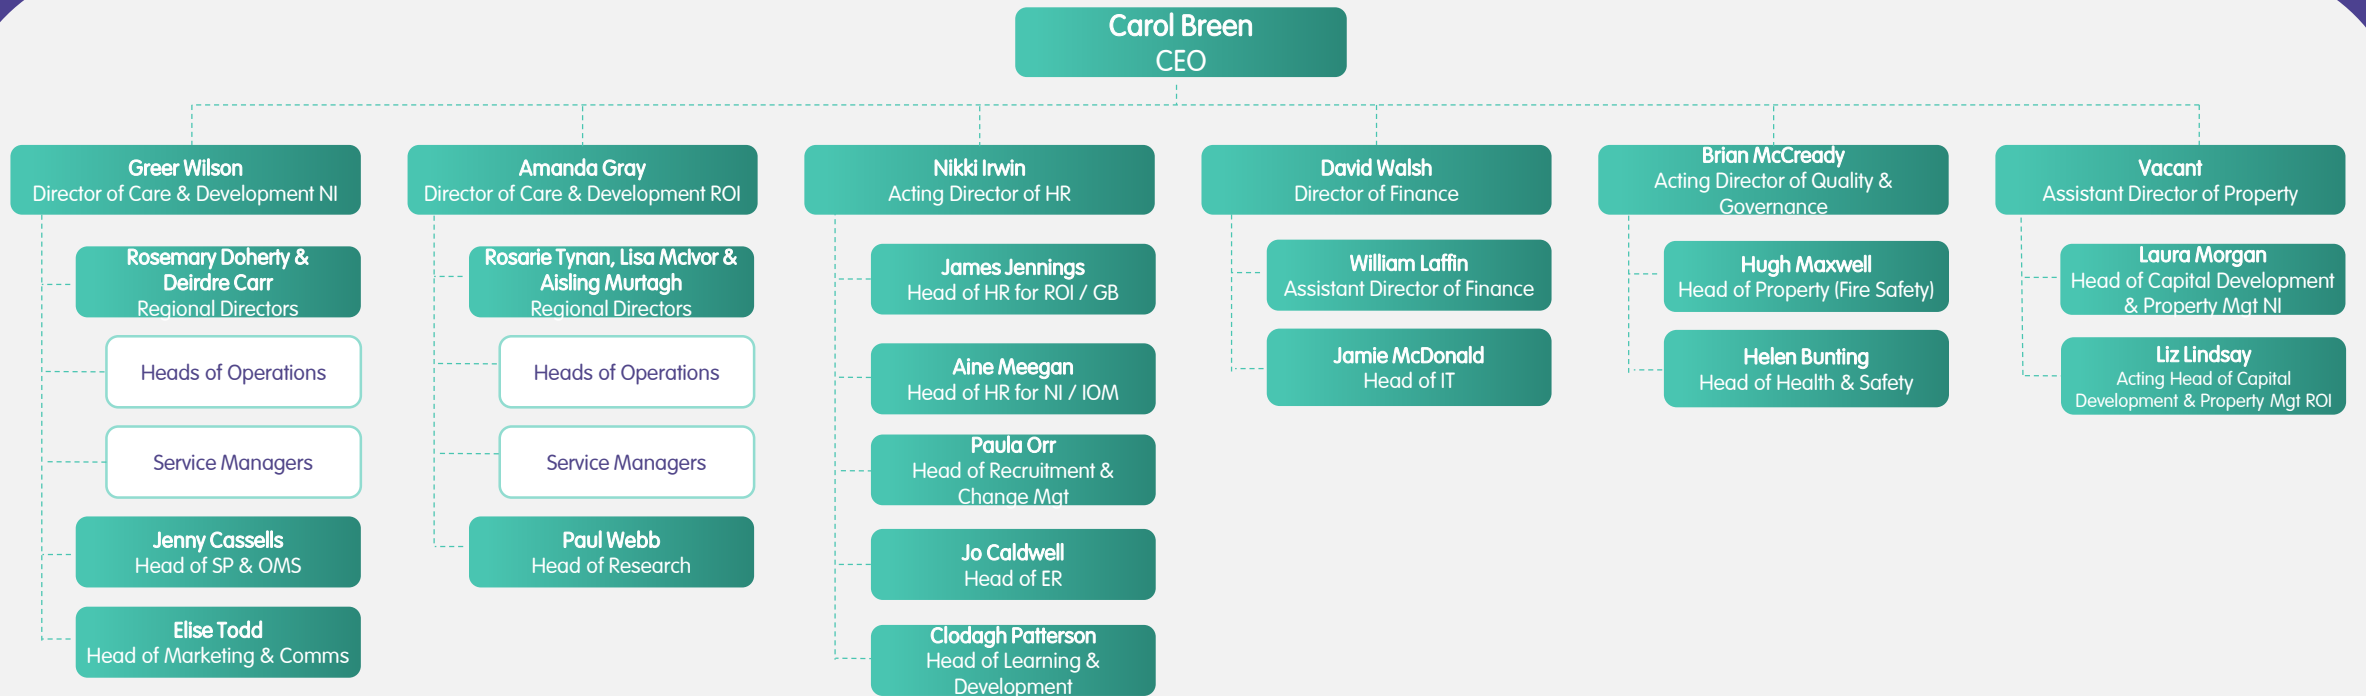 Carol Breen
CEO
Greer Wilson
Director of Care & Development NI
Rosemary Doherty &
Deirdre Carr
Regional Directors
Heads of Operations
Service Managers
Jenny Cassells
Head of SP & OMS
Elise Todd
Head of Marketing & Comms
Amanda Gray
Director of Care & Development ROI
Rosarie Tynan, Lisa McIvor &
Aisling Murtagh
Regional Directors
Heads of Operations
Service Managers
Paul Webb
Head of Research
Nikki Irwin
Acting Director of HR
James Jennings
Head of HR for ROI / GB
Aine Meegan
Head of HR for NI / IOM
Paula Orr
Head of Recruitment &
Change Mgt
Jo Caldwell
Head of ER
Clodagh Patterson
Head of Learning &
Development
David Walsh
Director of Finance
William Laffin
Assistant Director of Finance
Jamie McDonald
Head of IT
Brian McCready
Acting Director of Quality &
Governance
Hugh Maxwell
Head of Property (Fire Safety)
Helen Bunting
Head of Health & Safety
Vacant
Assistant Director of Property
Laura Morgan
Head of Capital Development
& Property Mgt NI
Liz Lindsay
Acting Head of Capital
Development & Property Mgt ROI